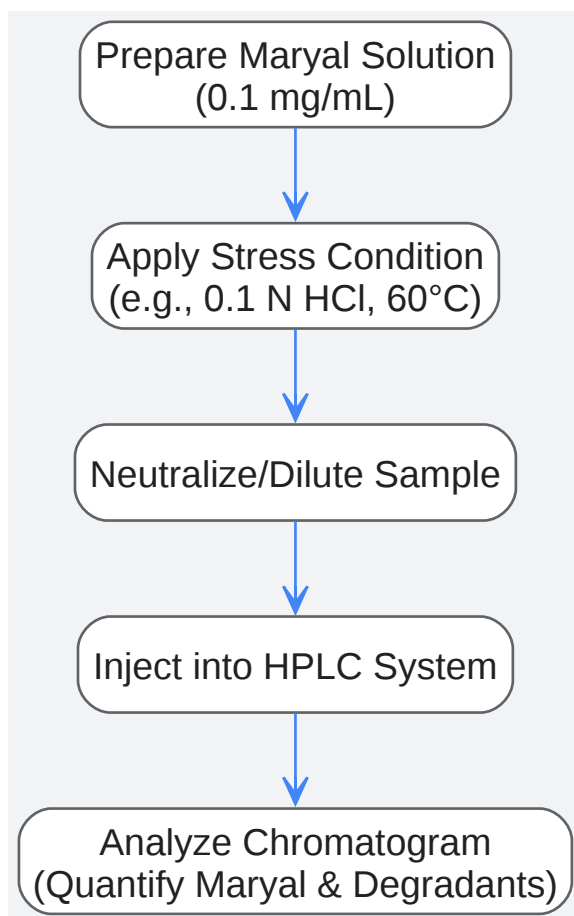 Prepare Maryal Solution
(0.1 mg/mL)
Apply Stress Condition
(e.g., 0.1 N HCl, 60°C)
Neutralize/Dilute Sample
Inject into HPLC System
Analyze Chromatogram
(Quantify Maryal & Degradants)